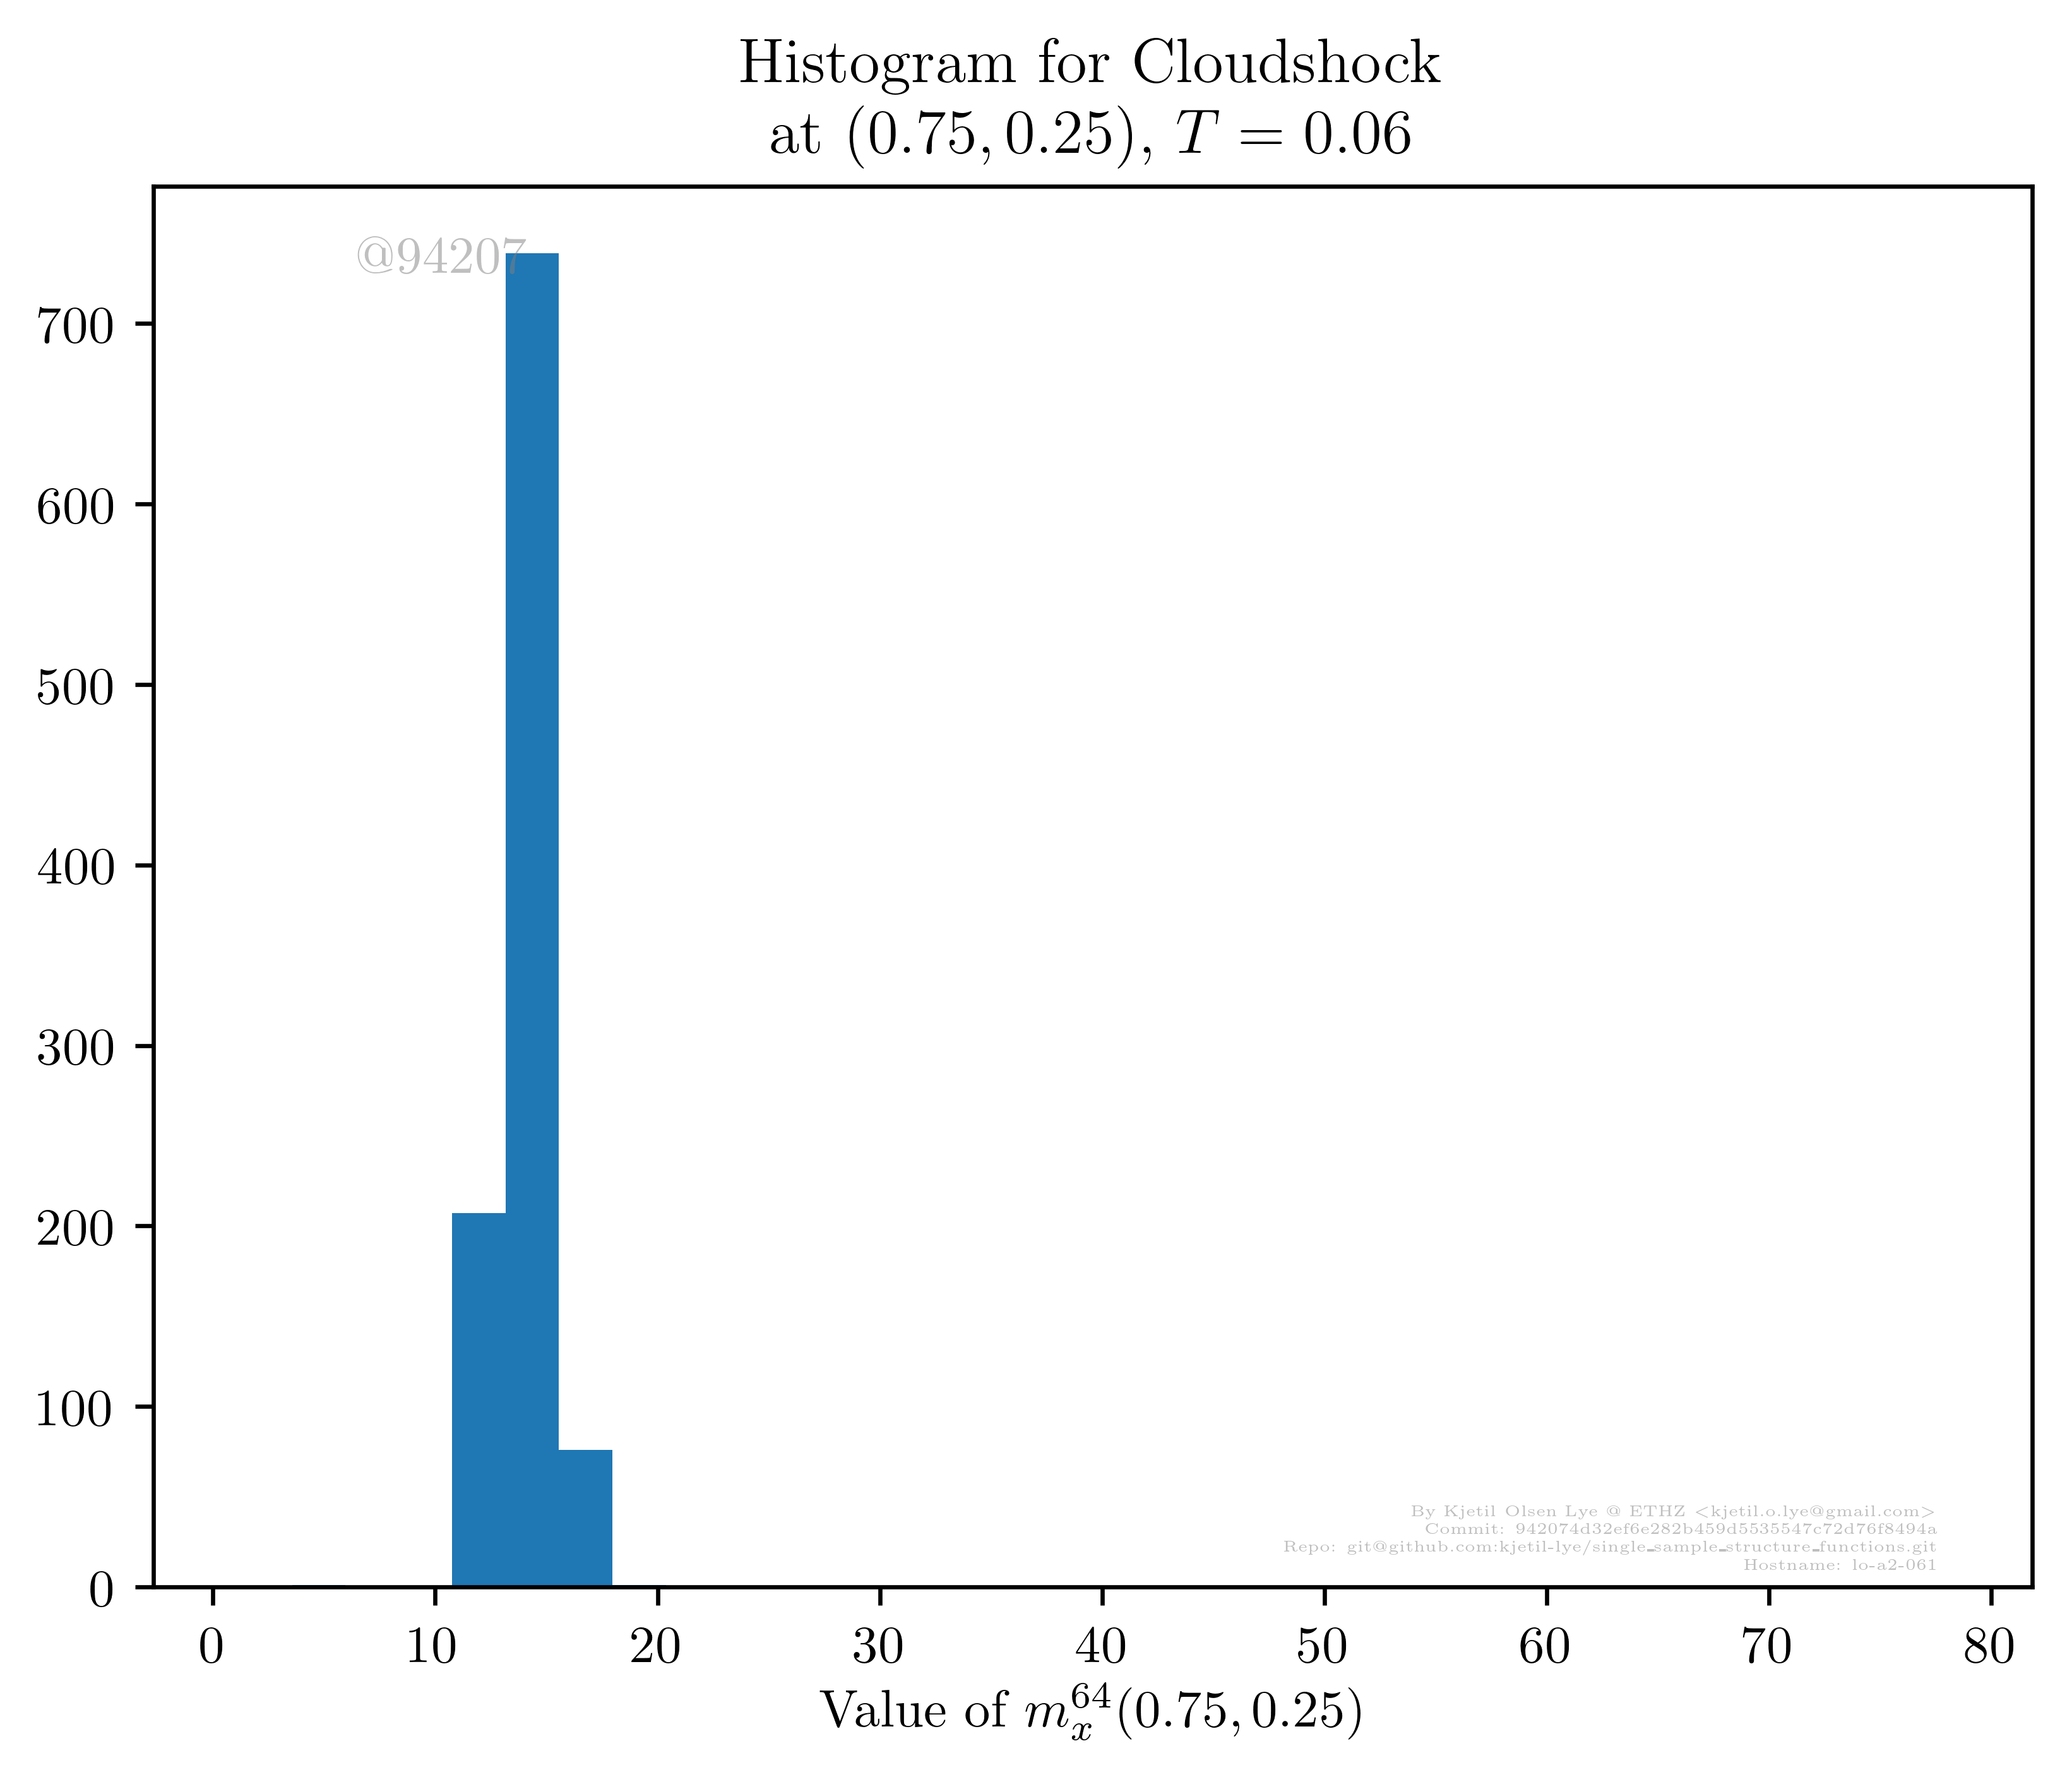 Histogram for Cloudshock
at (0.75, 0.25), T = 0.06
@94207
700
600
500
400
300
200
100
0
By Kjetil Olsen Lye @ ETHZ <kjetil.o.lye@gmail.com>
Commit: 942074d32ef6e282b459d5535547c72d76f8494a
Repo: git@github.com:kjetil-lye/single_sample_structure_functions.git
Hostname: lo-a2-061
0 10 20 30 40 50 60 70 80
Value of m_x^64(0.75, 0.25)